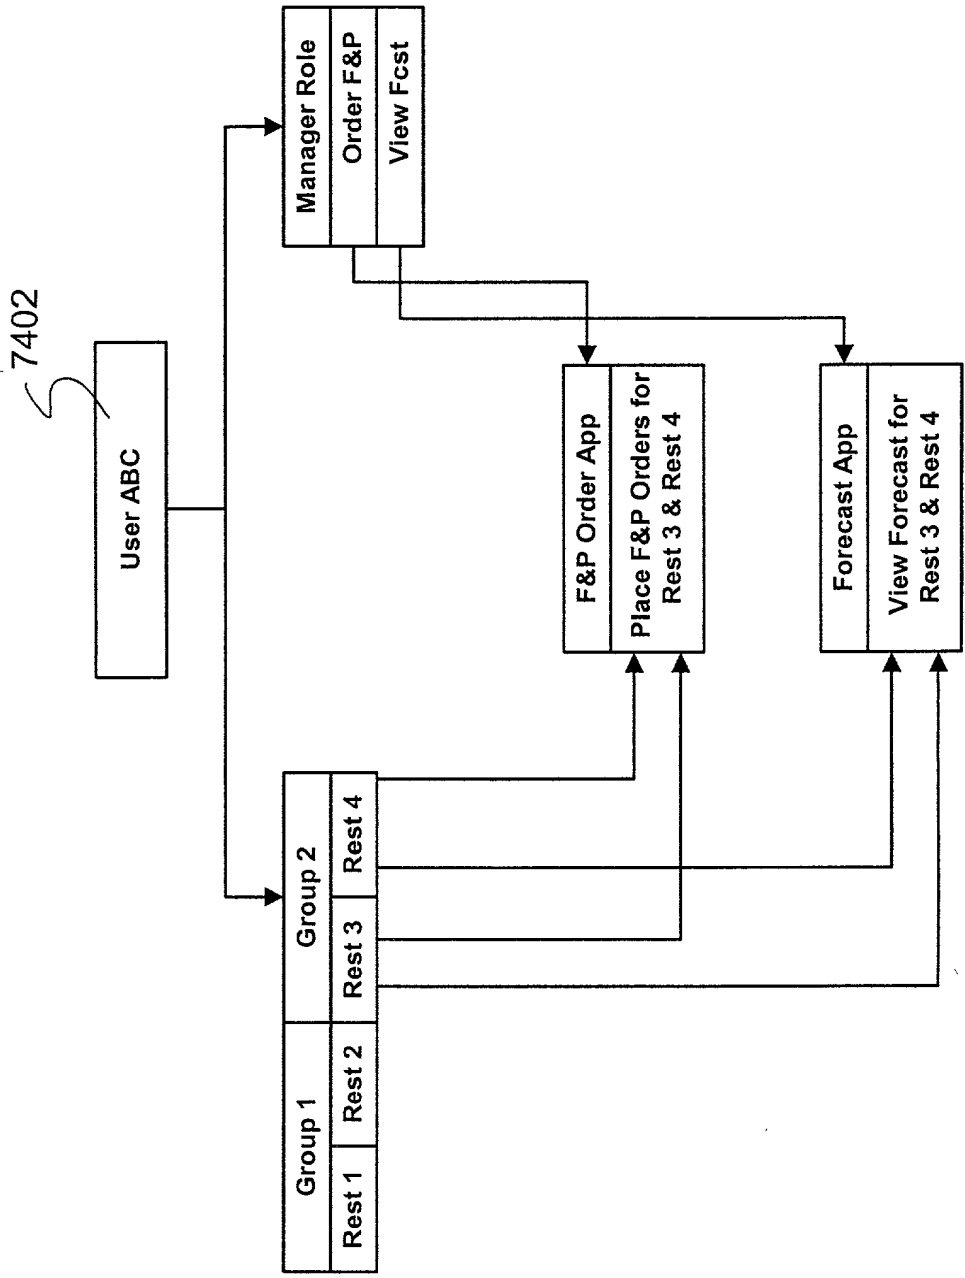 7402
User ABC
Group 1
Group 2
Rest 1
Rest 2
Rest 3
Rest 4
Manager Role
Order F&P
View Fcst
F&P Order App
Place F&P Orders for
Rest 3 & Rest 4
Forecast App
View Forecast for
Rest 3 & Rest 4